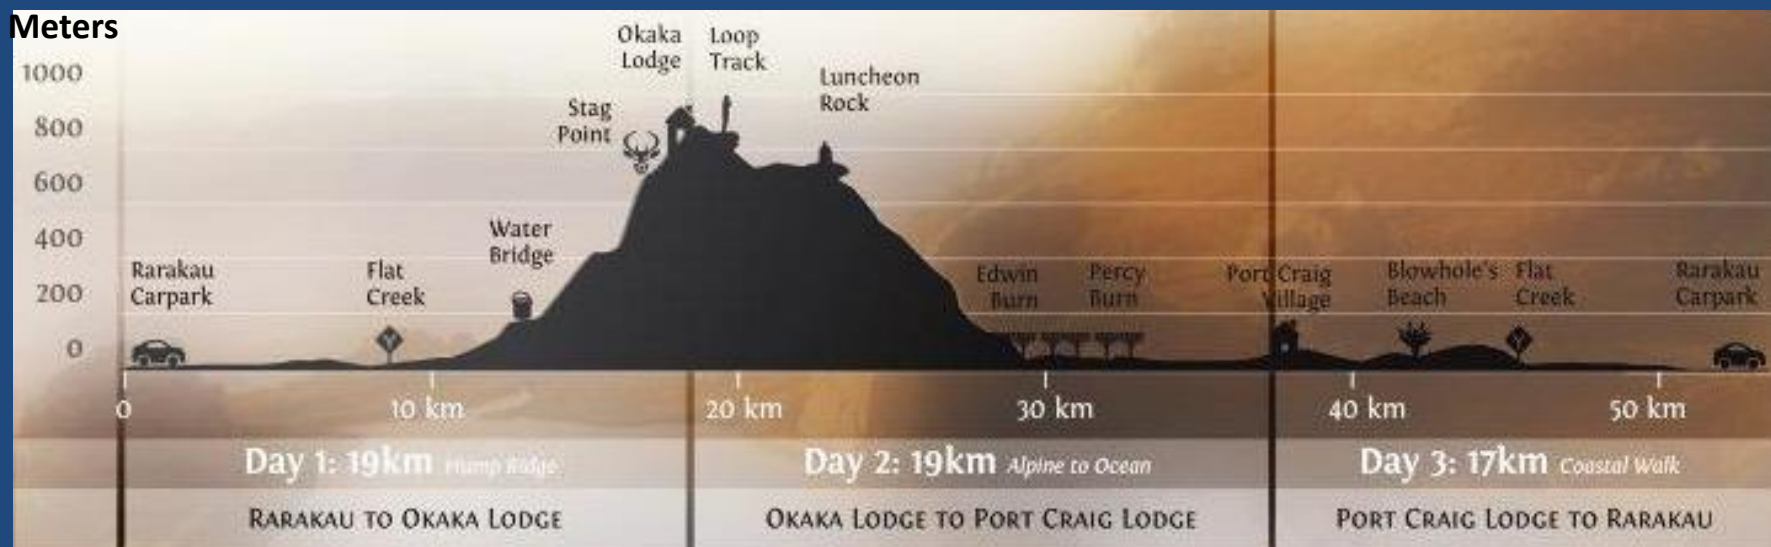 Meters
Okaka
Lodge
Loop
Track
1000
Luncheon
Rock
Stag
Point
800
600
Water
Bridge
400
Rarakau
Carpark
Flat
Creek
Edwin
Burn
Percy
Burn
Port Craig
Village
Blowhole's
Beach
Flat
Creek
Rarakau
Carpark
200
0
0
10 km
20 km
30 km
40 km
50 km
Day 1: 19km Hump Ridge
Day 2: 19km Alpine to Ocean
Day 3: 17km Coastal Walk
RARAKAU TO OKAKA LODGE
OKAKA LODGE TO PORT CRAIG LODGE
PORT CRAIG LODGE TO RARAKAU